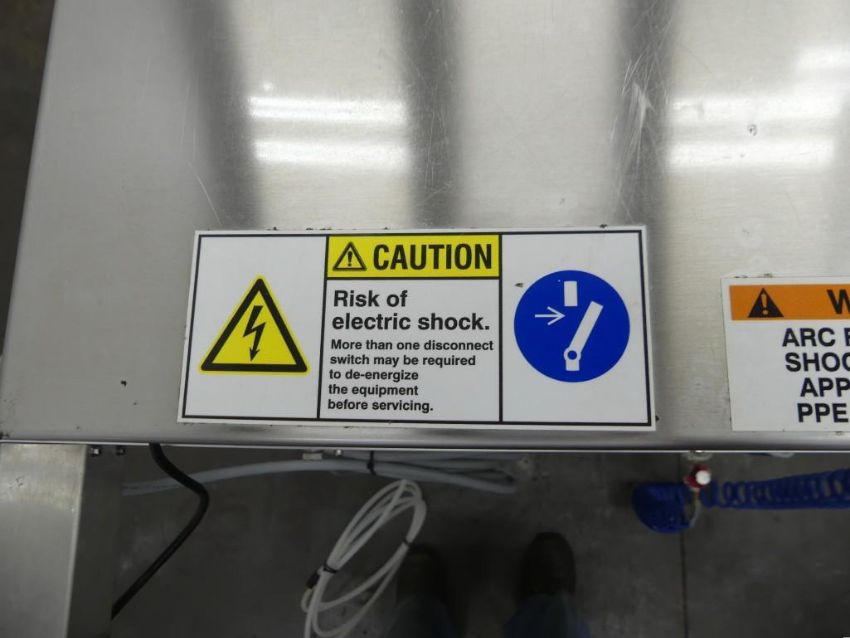 CAUTION
Risk of
electric shock.
More than one disconnect
switch may be required
to de-energize
the equipment
before servicing.
ARC
SHOC
APP
PPE